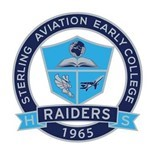 STERLING AVIATION EARLY COLLEGE
H RAIDERS S
1965